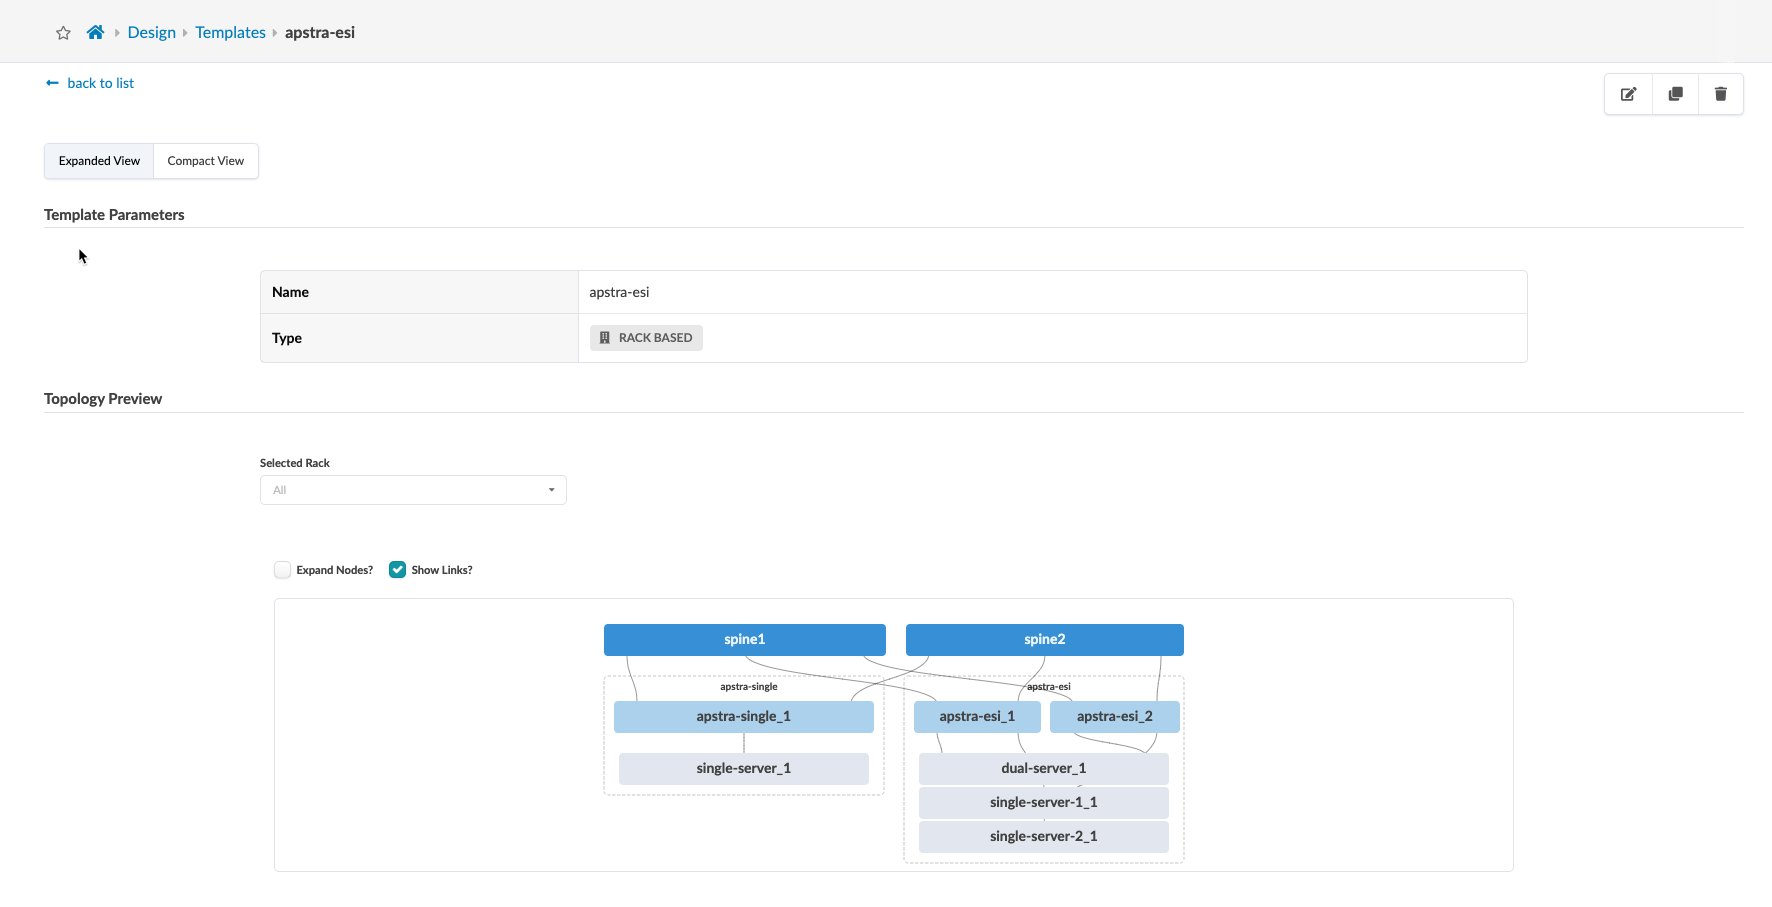 Design Templates apstra-esi
back to list
Expanded View Compact View
Template Parameters
Name apstra-esi
Type RACK BASED
Topology Preview
Selected Rack
All
Expand Nodes? Show Links?
spine1 spine2
apstra-single apstra-esi
apstra-single_1 apstra-esi_1 apstra-esi_2
single-server_1 dual-server_1
single-server-1_1
single-server-2_1